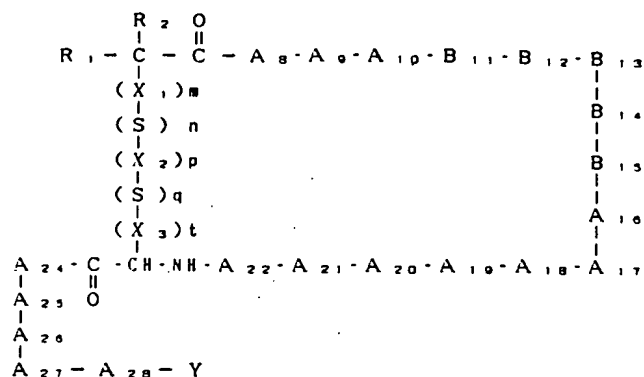 R 2 O
R 1 — C — C — A 8 - A 9 - A 10 - B 11 - B 12 - B 13
( X 1 ) m
( S ) n B 14
( X 2 ) p B 15
( S ) q A 16
( X 3 ) t
A 24 - C - CH - NH - A 22 - A 21 - A 20 - A 19 - A 18 - A 17
A 25 O
A 26
A 27 — A 28 - Y